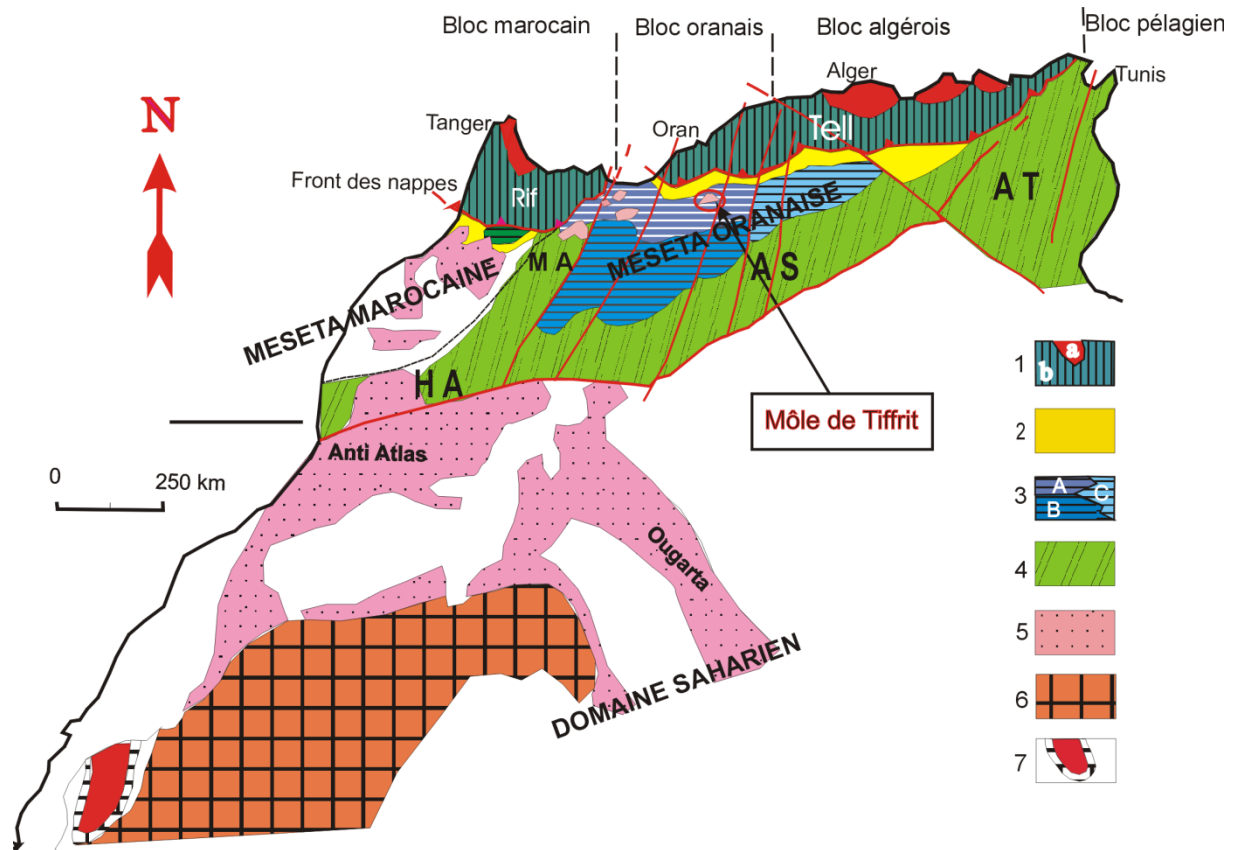 Bloc marocain
Bloc oranais
Bloc algérois
Bloc pélagien
Alger
Tunis
N
Tanger
Oran
Tell
Front des nappes
Rif
A T
MESETA ORANAISE
M A
A S
MESETA MAROCAINE
H A
Môle de Tiffrit
Anti Atlas
0
250 km
Ougarta
DOMAINE SAHARIEN
1
b
a
2
3
A
B
C
4
5
6
7